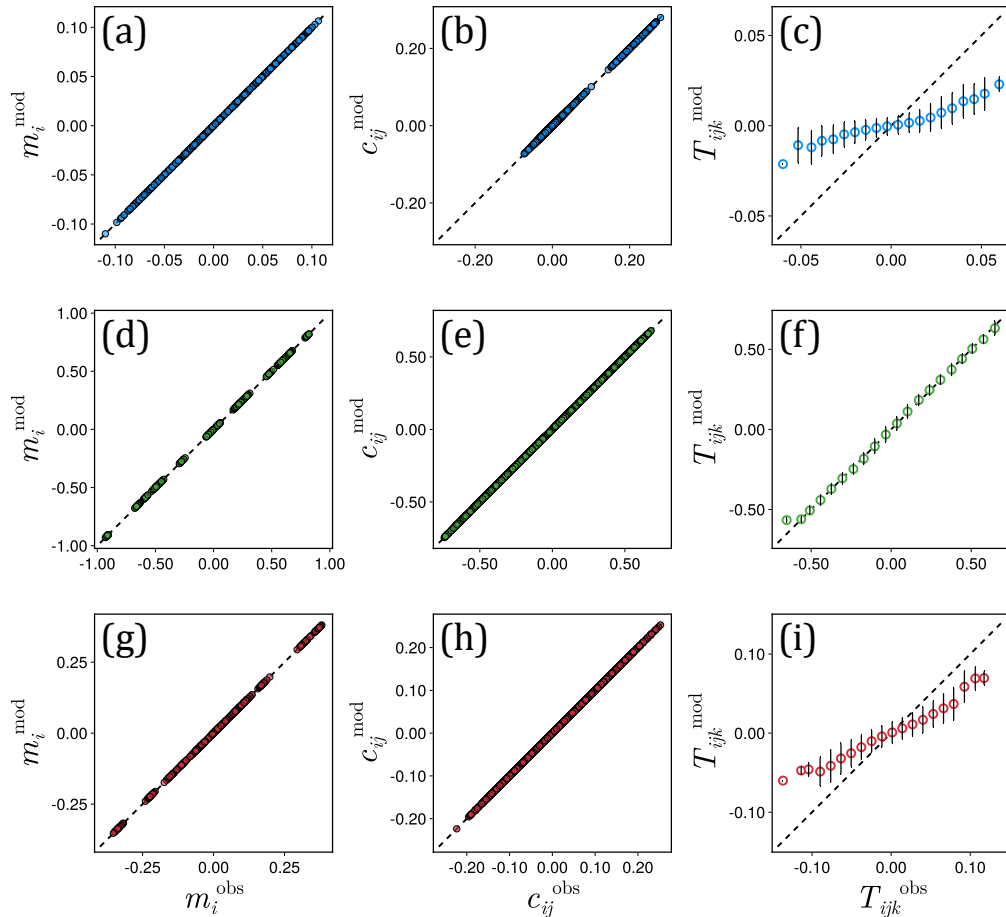 (a)
m_i^mod
0.10
0.05
0.00
-0.05
-0.10
-0.10 -0.05 0.00 0.05 0.10
(b)
c_ij^mod
0.20
0.00
-0.20
-0.20 0.00 0.20
(c)
T_ijk^mod
0.05
0.00
-0.05
-0.05 0.00 0.05
(d)
m_i^mod
1.00
0.50
0.00
-0.50
-1.00
-1.00 -0.50 0.00 0.50 1.00
(e)
c_ij^mod
0.50
0.00
-0.50
-0.50 0.00 0.50
(f)
T_ijk^mod
0.50
0.00
-0.50
-0.50 0.00 0.50
(g)
m_i^mod
0.25
0.00
-0.25
-0.25 0.00 0.25
m_i^obs
(h)
c_ij^mod
0.20
0.10
0.00
-0.10
-0.20
-0.20 -0.10 0.00 0.10 0.20
c_ij^obs
(i)
T_ijk^mod
0.10
0.00
-0.10
-0.10 0.00 0.10
T_ijk^obs